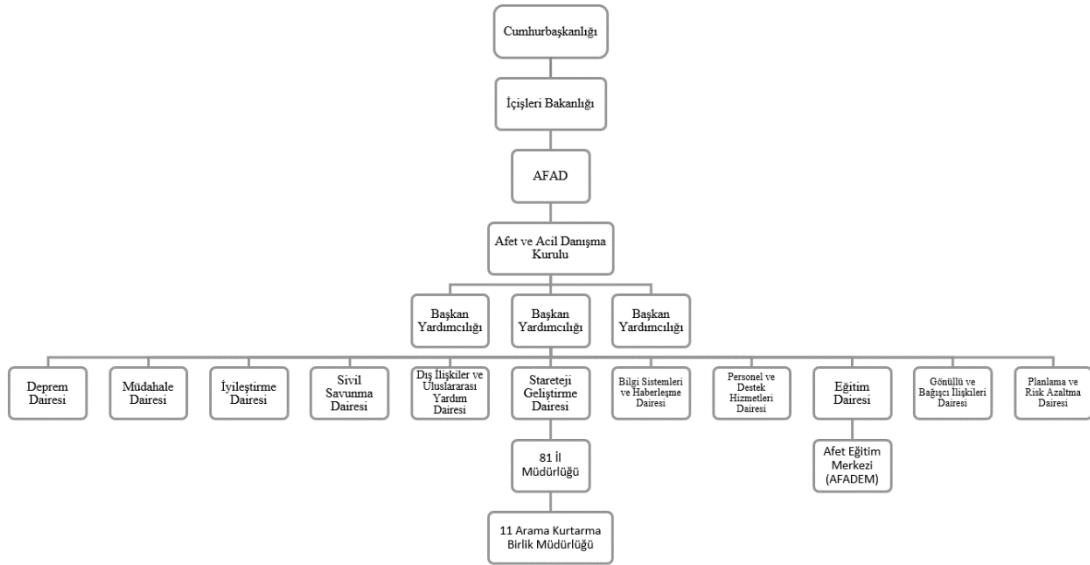 Cumhurbaşkanlığı
İçişleri Bakanlığı
AFAD
Afet ve Acil Danışma
Kurulu
Başkan
Yardımcılığı
Başkan
Yardımcılığı
Başkan
Yardımcılığı
Deprem
Dairesi
Müdahale
Dairesi
İyileştirme
Dairesi
Sivil
Savunma
Dairesi
Dış İlişkiler ve
Uluslararası
Yardım
Dairesi
Stareteji
Geliştirme
Dairesi
Bilgi Sistemleri
ve Haberleşme
Dairesi
Personel ve
Destek
Hizmetleri
Dairesi
Eğitim
Dairesi
Gönüllü ve
Bağışçı İlişkileri
Dairesi
Planlama ve
Risk Azaltma
Dairesi
81 İl
Müdürlüğü
Afet Eğitim
Merkezi
(AFADEM)
11 Arama Kurtarma
Birlik Müdürlüğü